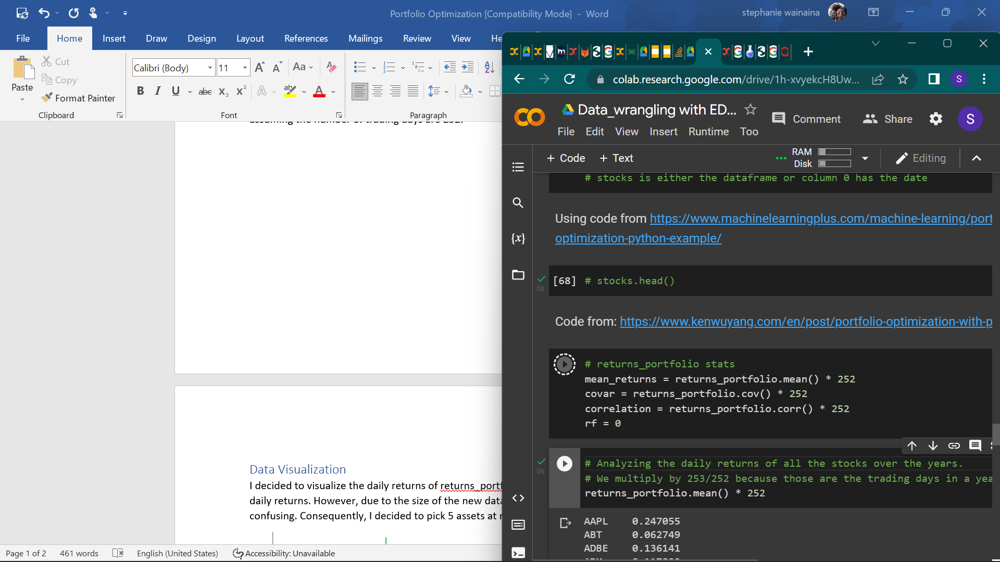 Portfolio Optimization [Compatibility Mode] - Word
stephanie wainaina
File Home Insert Draw Design Layout References Mailings Review View He
Paste
Cut
Copy
Format Painter
Clipboard
Calibri (Body) 11
Font
Paragraph
assuming the number of trading days are 252.
Data Visualization
I decided to visualize the daily returns of returns_portf
daily returns. However, due to the size of the new data
confusing. Consequently, I decided to pick 5 assets at r
Page 1 of 2 461 words English (United States) Accessibility: Unavailable
colab.research.google.com/drive/1h-xvyekcH8Uw...
S
Data_wrangling with ED...
File Edit View Insert Runtime Too
Comment Share S
+ Code + Text
RAM
Disk
Editing
# stocks is either the dataframe or column 0 has the date
Using code from https://www.machinelearningplus.com/machine-learning/port
optimization-python-example/
[68] # stocks.head()
0s
Code from: https://www.kenwuyang.com/en/post/portfolio-optimization-with-p
# returns_portfolio stats
mean_returns = returns_portfolio.mean() * 252
covar = returns_portfolio.cov() * 252
correlation = returns_portfolio.corr() * 252
rf = 0
0s
# Analyzing the daily returns of all the stocks over the years.
# We multiply by 253/252 because those are the trading days in a yea
returns_portfolio.mean() * 252
AAPL 0.247055
ABT 0.062749
ADBE 0.136141